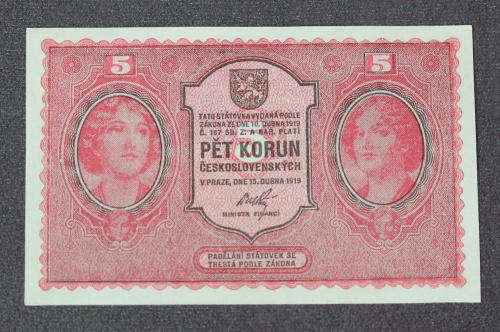 5 5
TATO STÁTOVKA VYDANÁ PODLE
ZÁKONA ZE DNE 10. DUBNA 1919
Č. 187 SB. Z. A NAŘ. PLATÍ
PĚT KORUN
ČESKOSLOVENSKÝCH
V PRAZE, DNE 15. DUBNA 1919
MINISTR FINANCÍ
PADĚLÁNÍ STÁTOVEK SE
TRESTÁ PODLE ZÁKONA